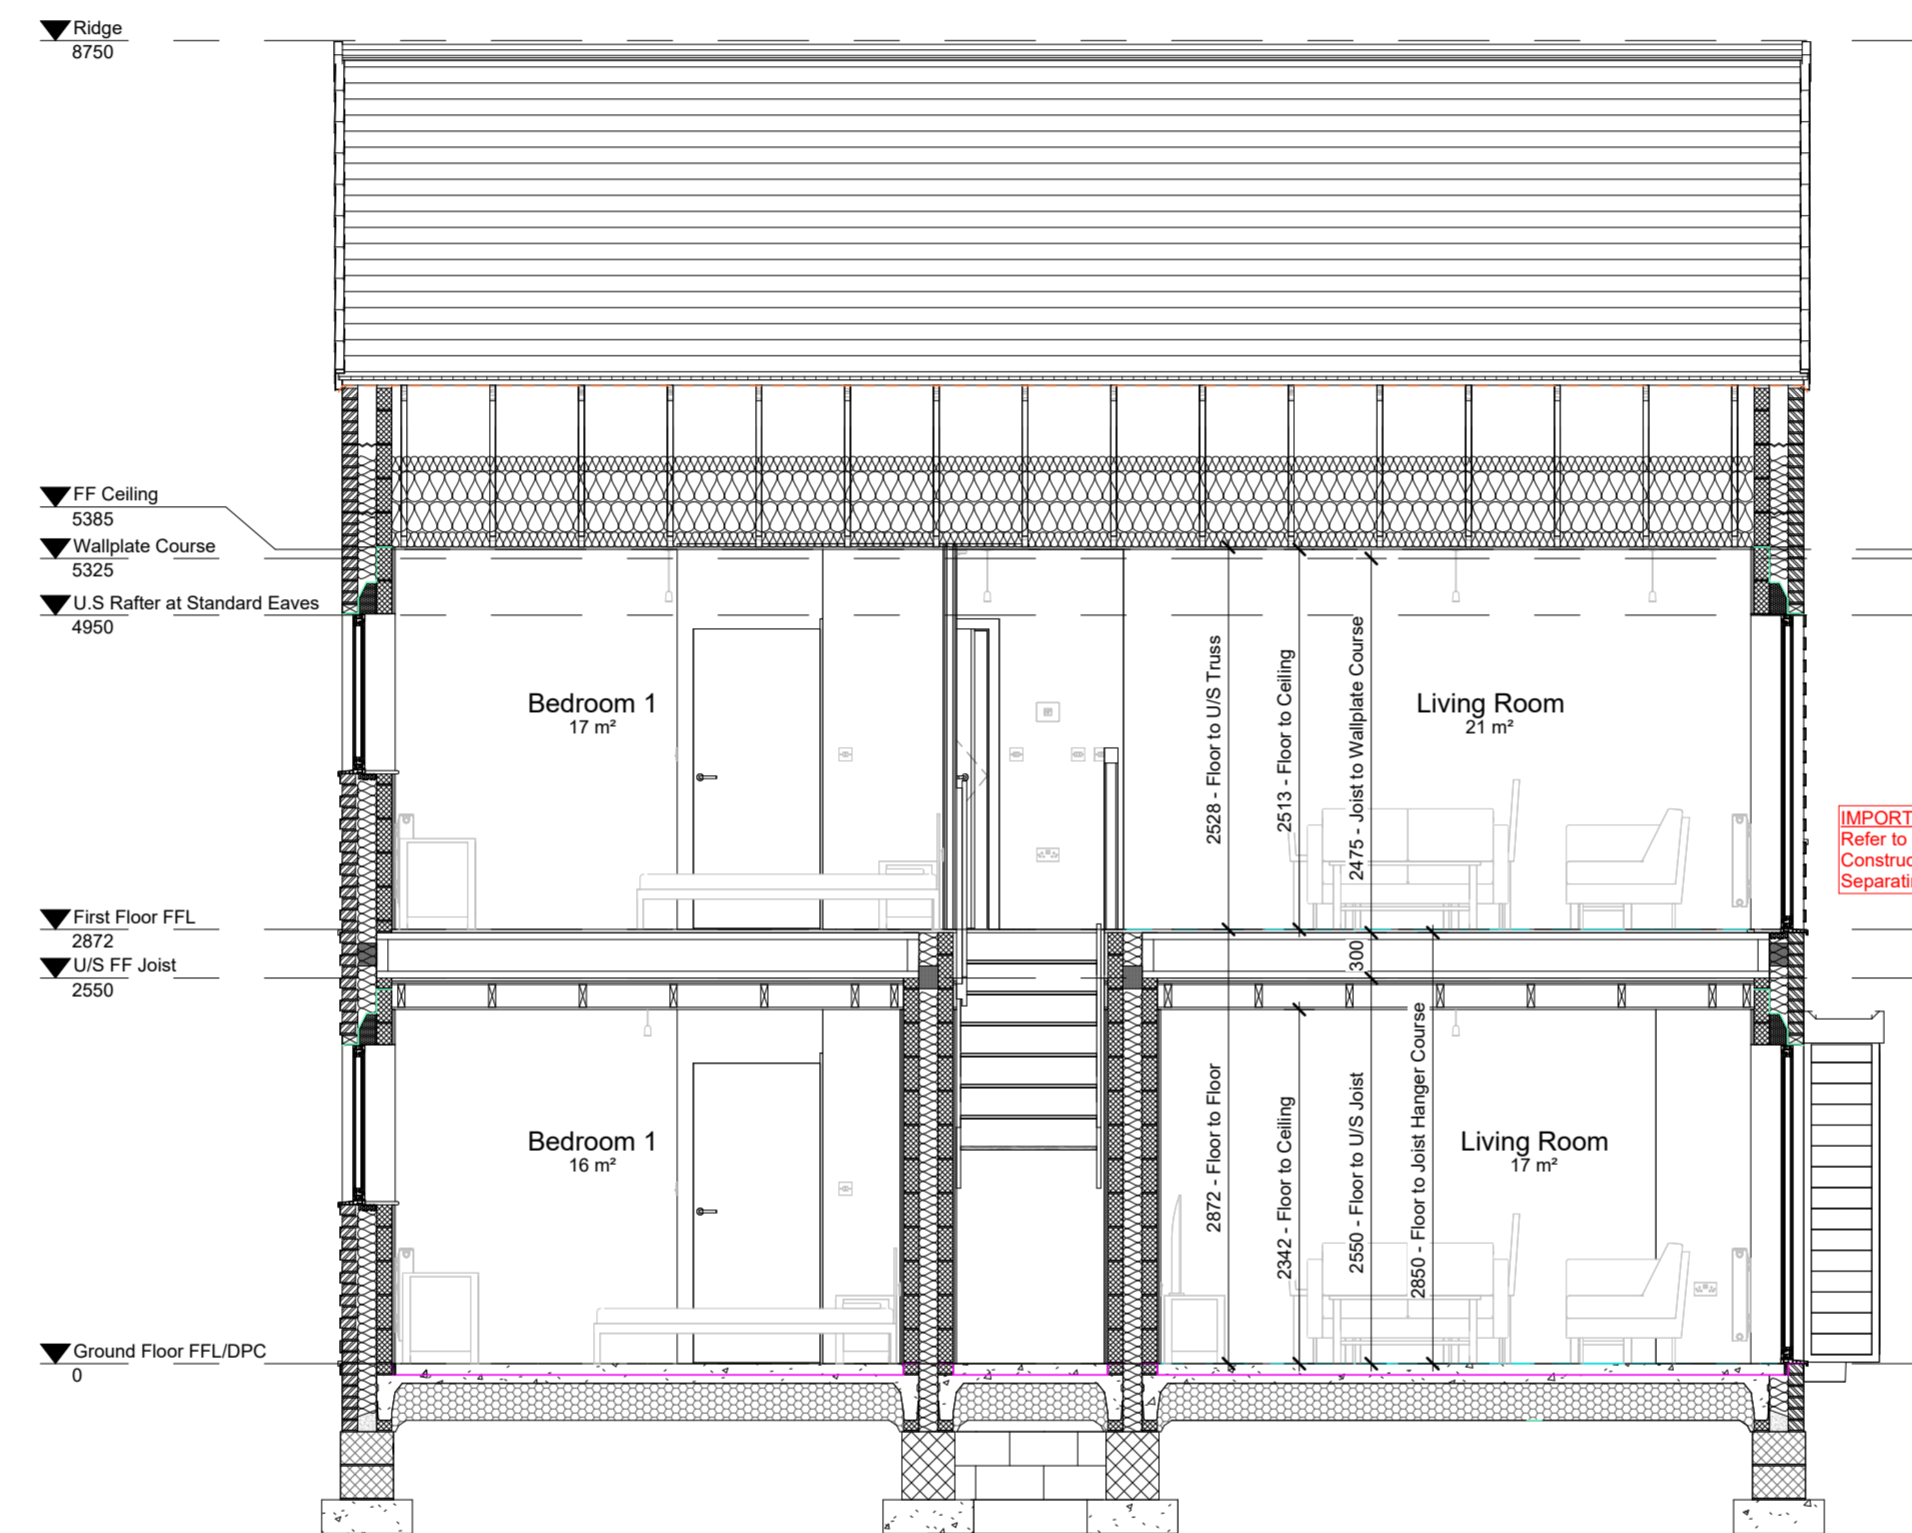 Ridge
8750
FF Ceiling
5385
Wallplate Course
5325
U.S Rafter at Standard Eaves
4950
Bedroom 1
17 m²
2528 - Floor to U/S Truss
2513 - Floor to Ceiling
2475 - Joist to Wallplate Course
Living Room
21 m²
IMPORT
Refer to
Construc
Separati
First Floor FFL
2872
U/S FF Joist
2550
300
Bedroom 1
16 m²
2872 - Floor to Floor
2342 - Floor to Ceiling
2550 - Floor to U/S Joist
2850 - Floor to Joist Hanger Course
Living Room
17 m²
Ground Floor FFL/DPC
0